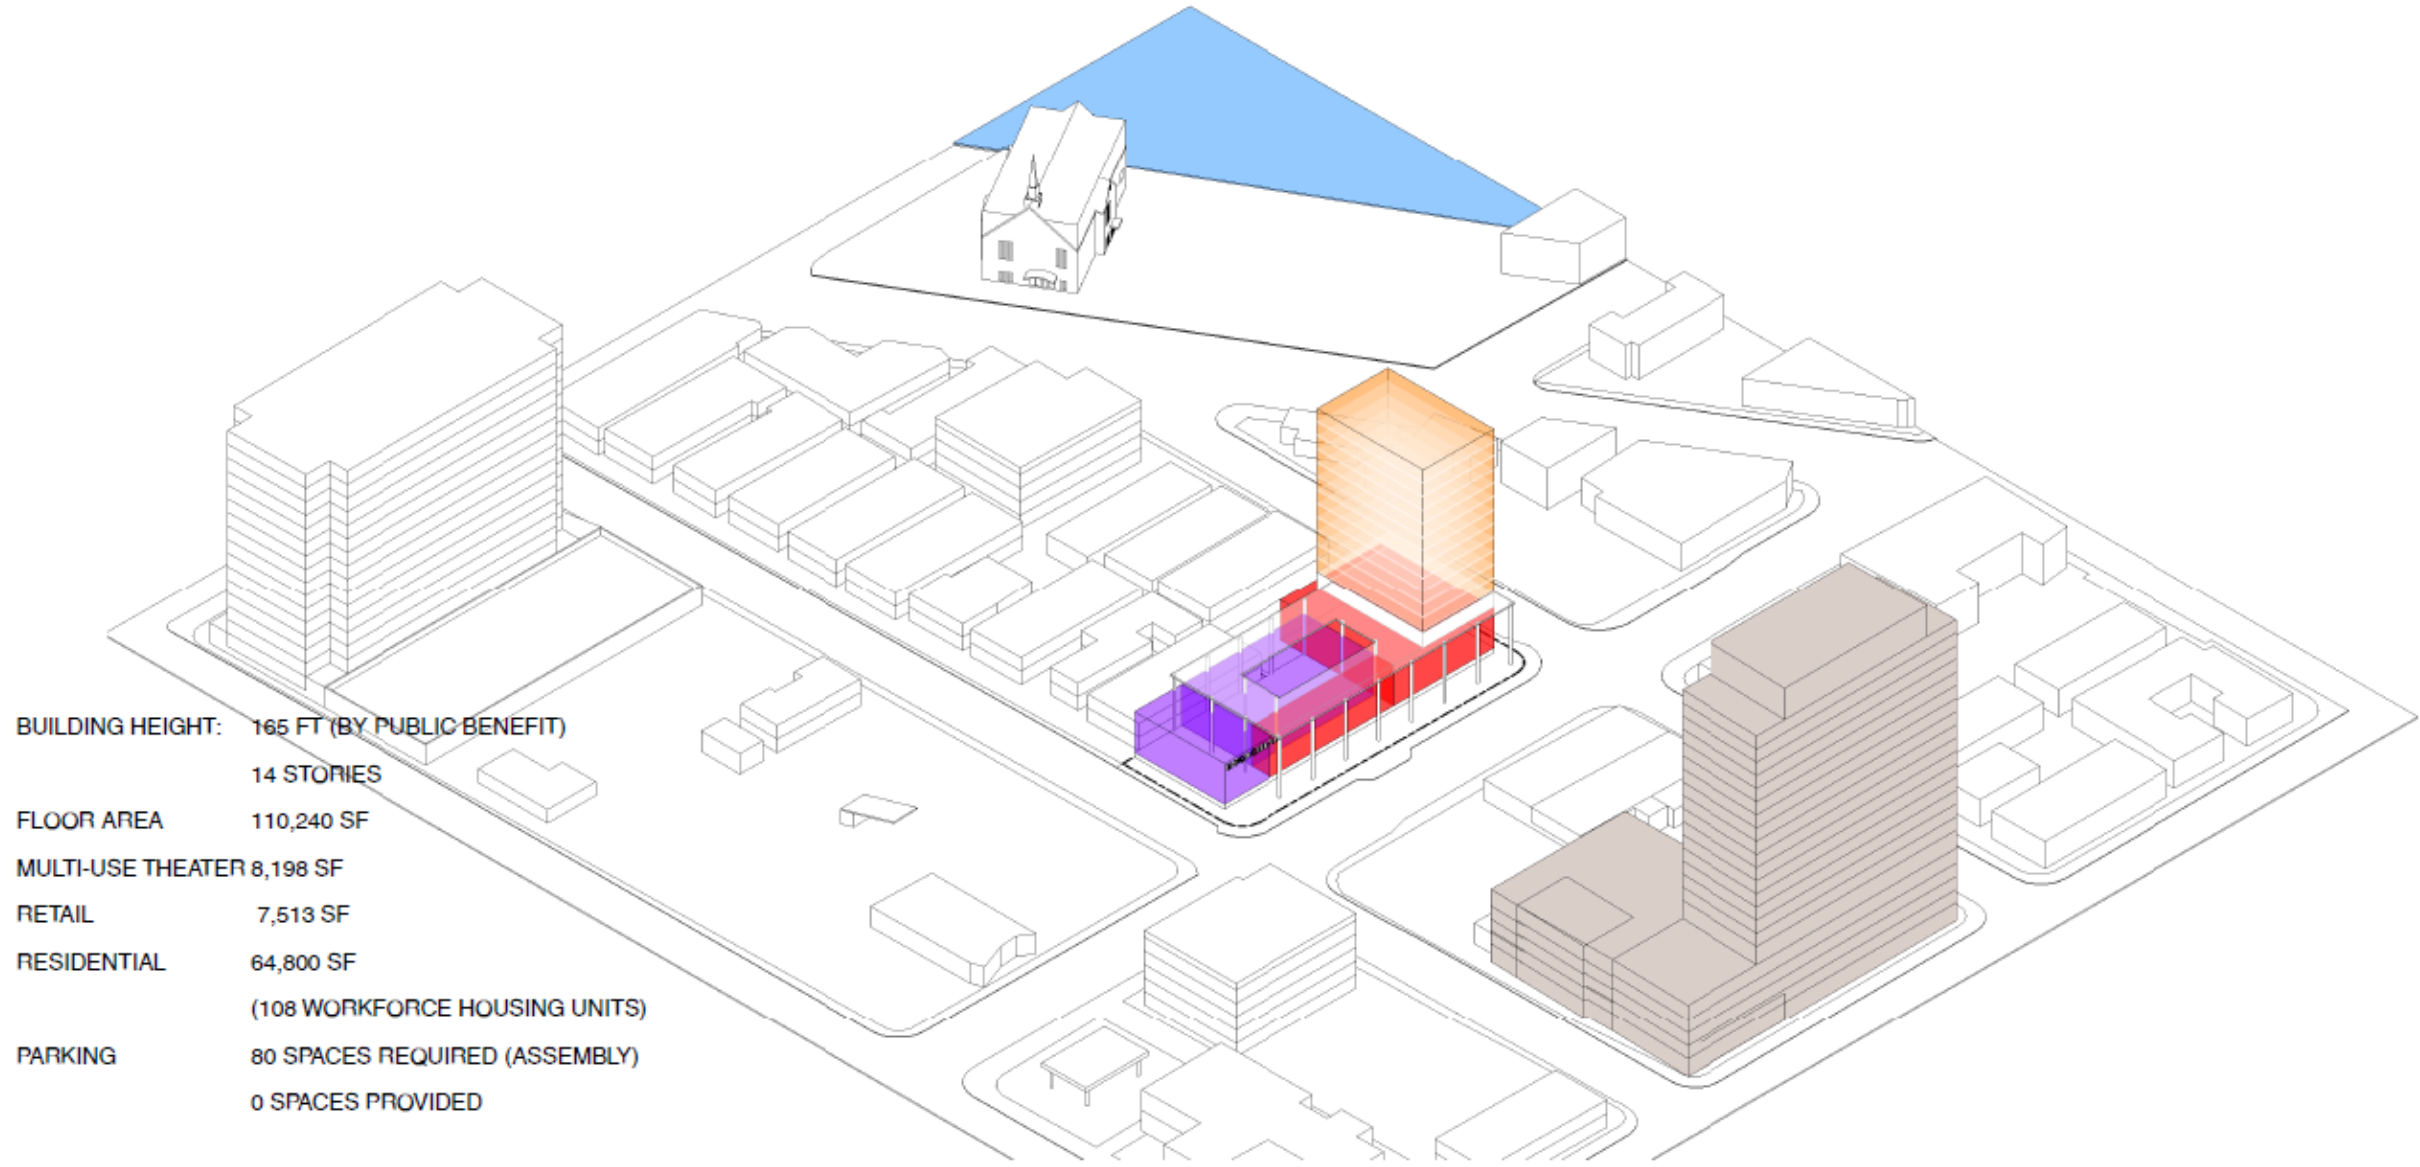 BUILDING HEIGHT: 165 FT (BY PUBLIC BENEFIT)
14 STORIES
FLOOR AREA 110,240 SF
MULTI-USE THEATER 8,198 SF
RETAIL 7,513 SF
RESIDENTIAL 64,800 SF
(108 WORKFORCE HOUSING UNITS)
PARKING 80 SPACES REQUIRED (ASSEMBLY)
0 SPACES PROVIDED